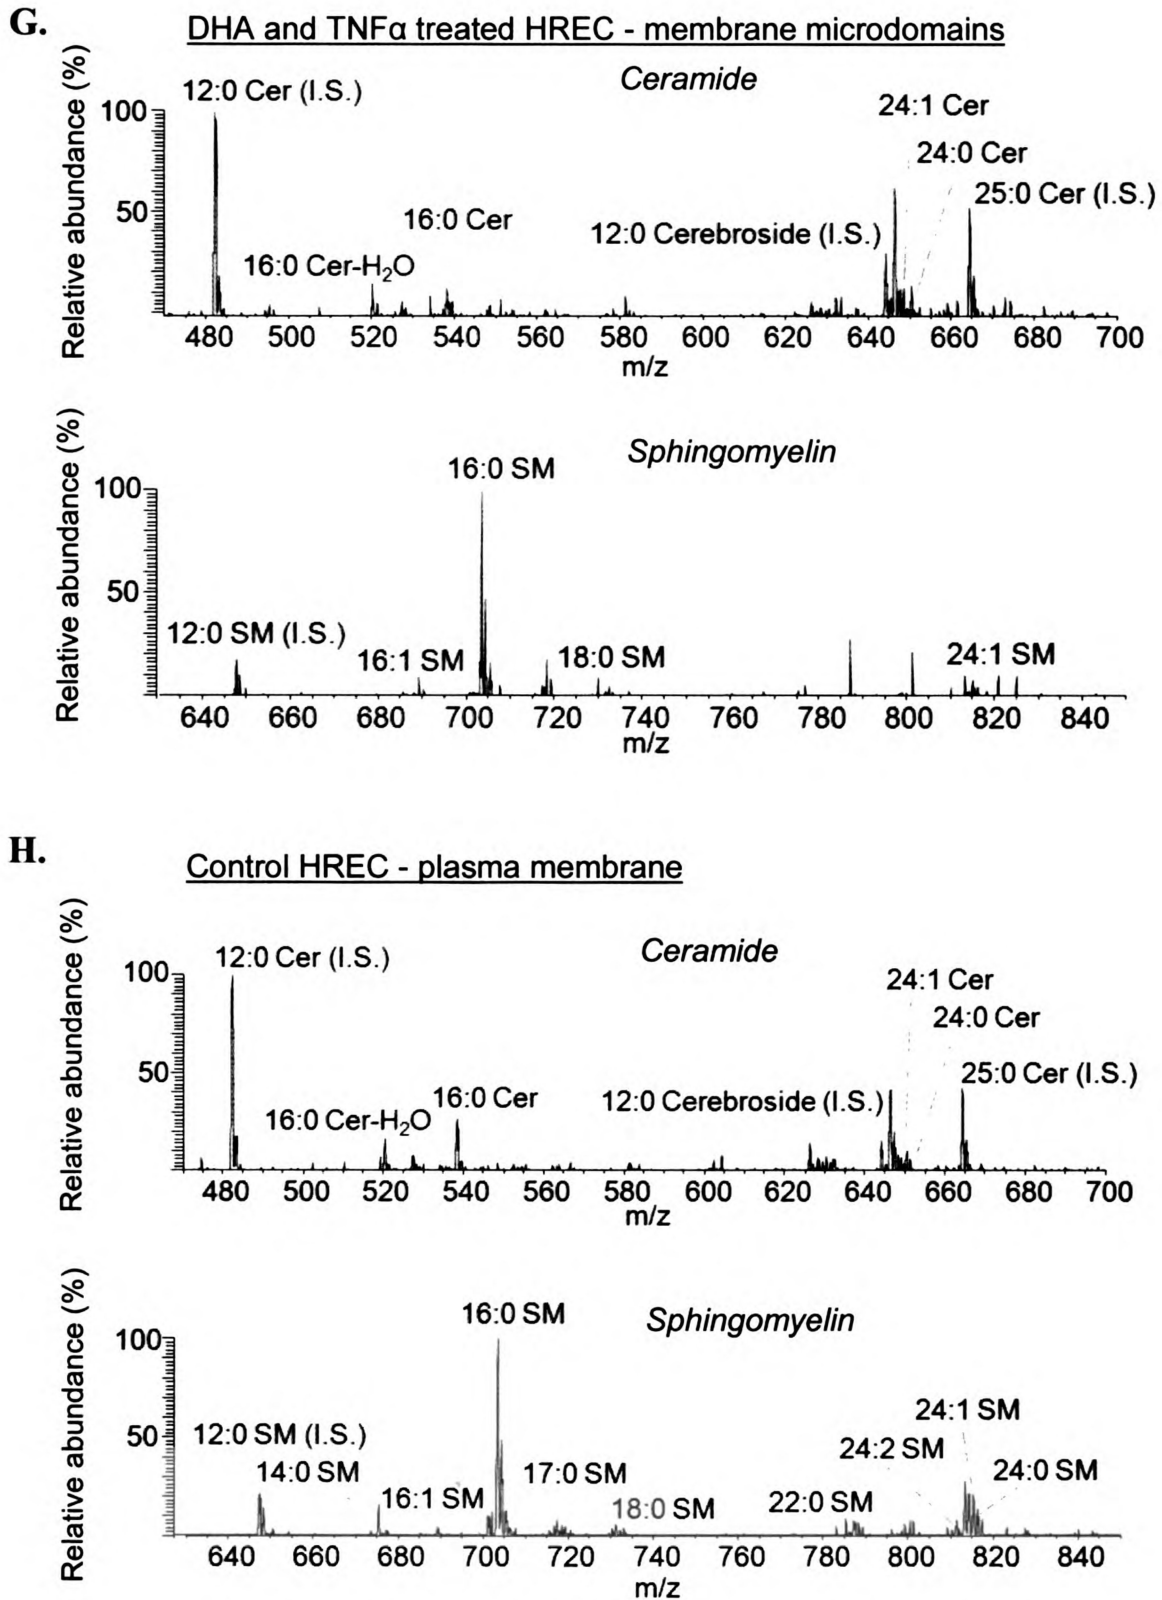 G.
DHA and TNFα treated HREC - membrane microdomains
Ceramide
Relative abundance (%)
100
50
12:0 Cer (I.S.)
16:0 Cer-H₂O
16:0 Cer
12:0 Cerebroside (I.S.)
24:1 Cer
24:0 Cer
25:0 Cer (I.S.)
480 500 520 540 560 580 600 620 640 660 680 700
m/z
Sphingomyelin
Relative abundance (%)
100
50
16:0 SM
12:0 SM (I.S.)
16:1 SM
18:0 SM
24:1 SM
640 660 680 700 720 740 760 780 800 820 840
m/z
H.
Control HREC - plasma membrane
Ceramide
Relative abundance (%)
100
50
12:0 Cer (I.S.)
16:0 Cer-H₂O
16:0 Cer
12:0 Cerebroside (I.S.)
24:1 Cer
24:0 Cer
25:0 Cer (I.S.)
480 500 520 540 560 580 600 620 640 660 680 700
m/z
Sphingomyelin
Relative abundance (%)
100
50
16:0 SM
12:0 SM (I.S.)
14:0 SM
16:1 SM
17:0 SM
18:0 SM
22:0 SM
24:2 SM
24:1 SM
24:0 SM
640 660 680 700 720 740 760 780 800 820 840
m/z